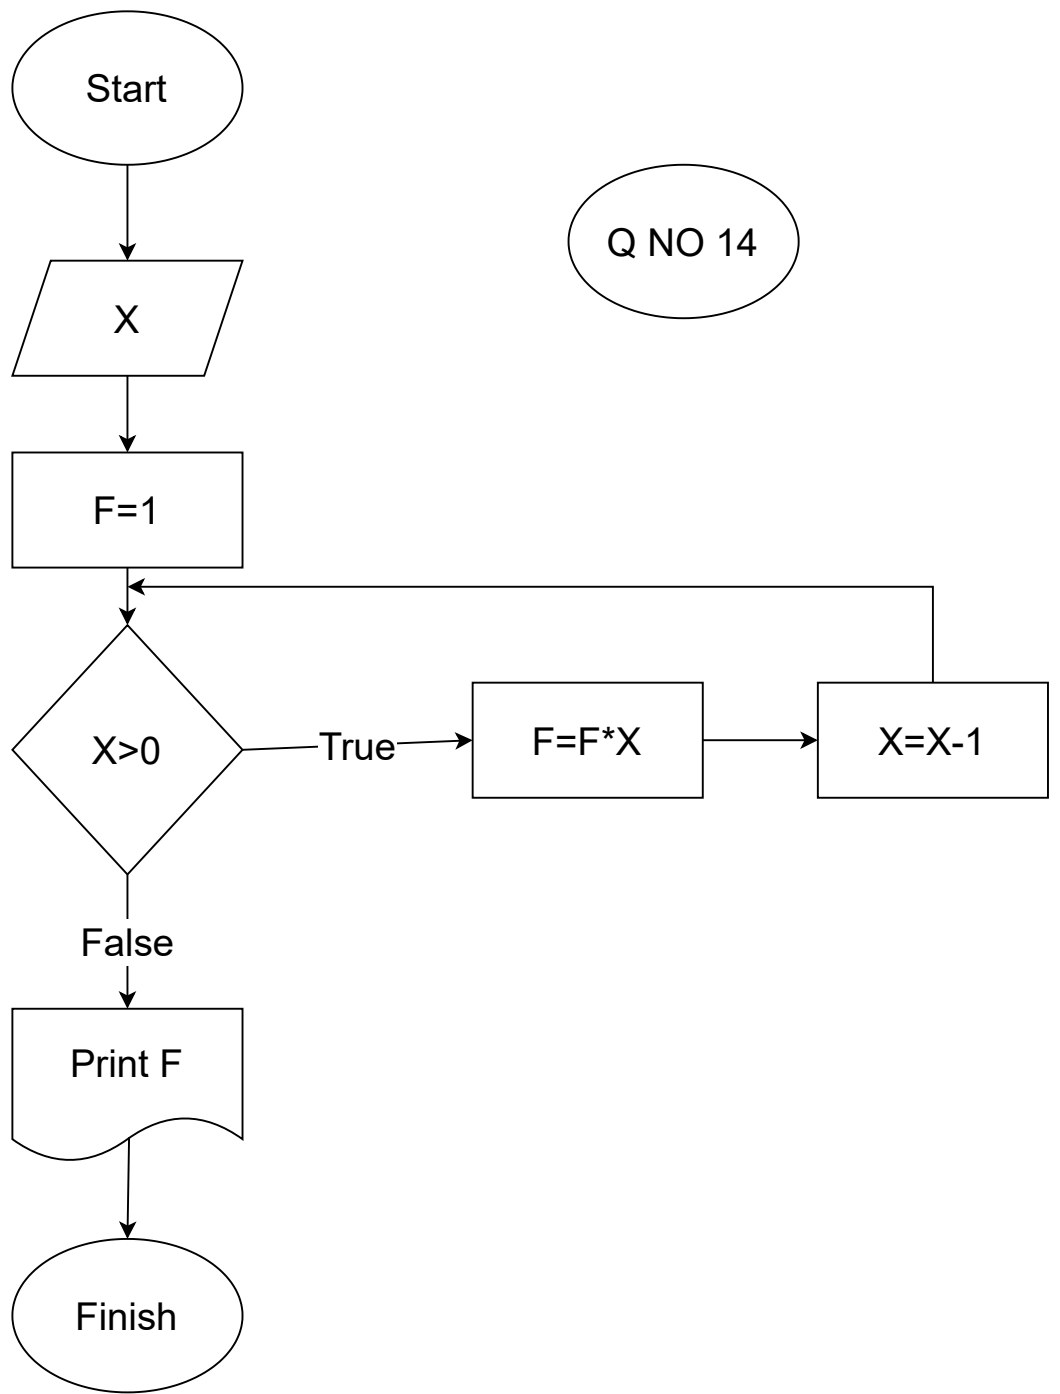 Start
Q NO 14
X
F=1
X>0
True
F=F*X
X=X-1
False
Print F
Finish